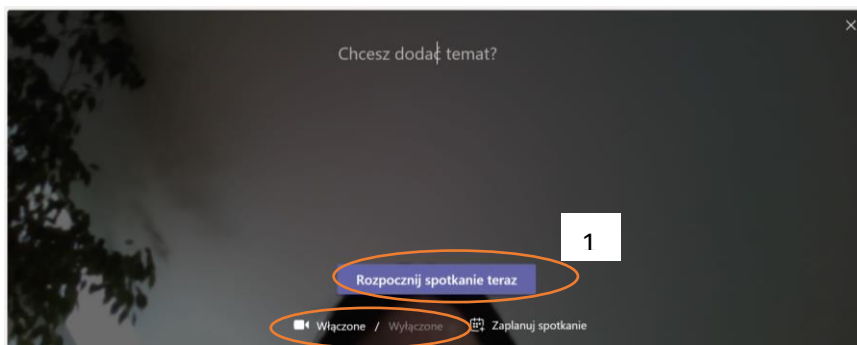 Chcesz dodać temat?
1
Rozpocznij spotkanie teraz
Włączone / Wyłączone Zaplanuj spotkanie